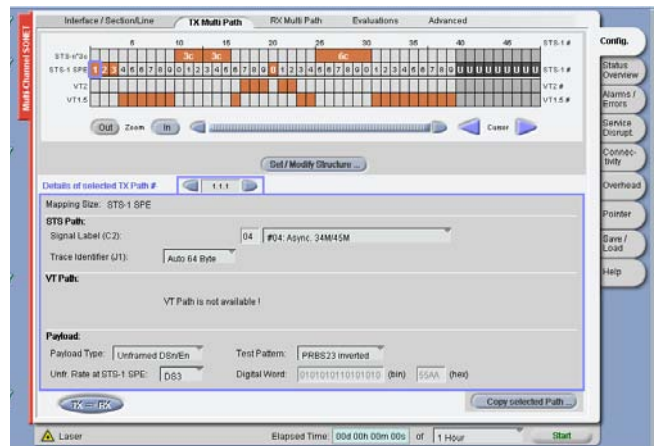 Interface / Section/Line TX Multi Path RX Multi Path Evaluations Advanced
Multi Channel SONET
5 10 15 20 25 30 35 40 45 STS-1 #
STS-n*3c 3c 3c 6c
STS-1 SPE STS-1 #
VT2 VT2 #
VT1.5 VT1.5 #
Out Zoom In Cursor
Set / Modify Structure ...
Details of selected TX Path # 1.1.1
Mapping Size: STS-1 SPE
STS Path:
Signal Label (C2): 04 #04: Async. 34M/45M
Trace Identifier (J1): Auto 64 Byte
VT Path:
VT Path is not available !
Payload:
Payload Type: Unframed DSn/En Test Pattern: PRBS23 inverted
Unfr. Rate at STS-1 SPE: DS3 Digital Word: 0101010110101010 (bin) 55AA (hex)
TX = RX Copy selected Path ...
Laser Elapsed Time: 00d 00h 00m 00s of 1 Hour Start
Config.
Status Overview
Alarms / Errors
Service Disrupt.
Connec-
tivity
Overhead
Pointer
Save / Load
Help